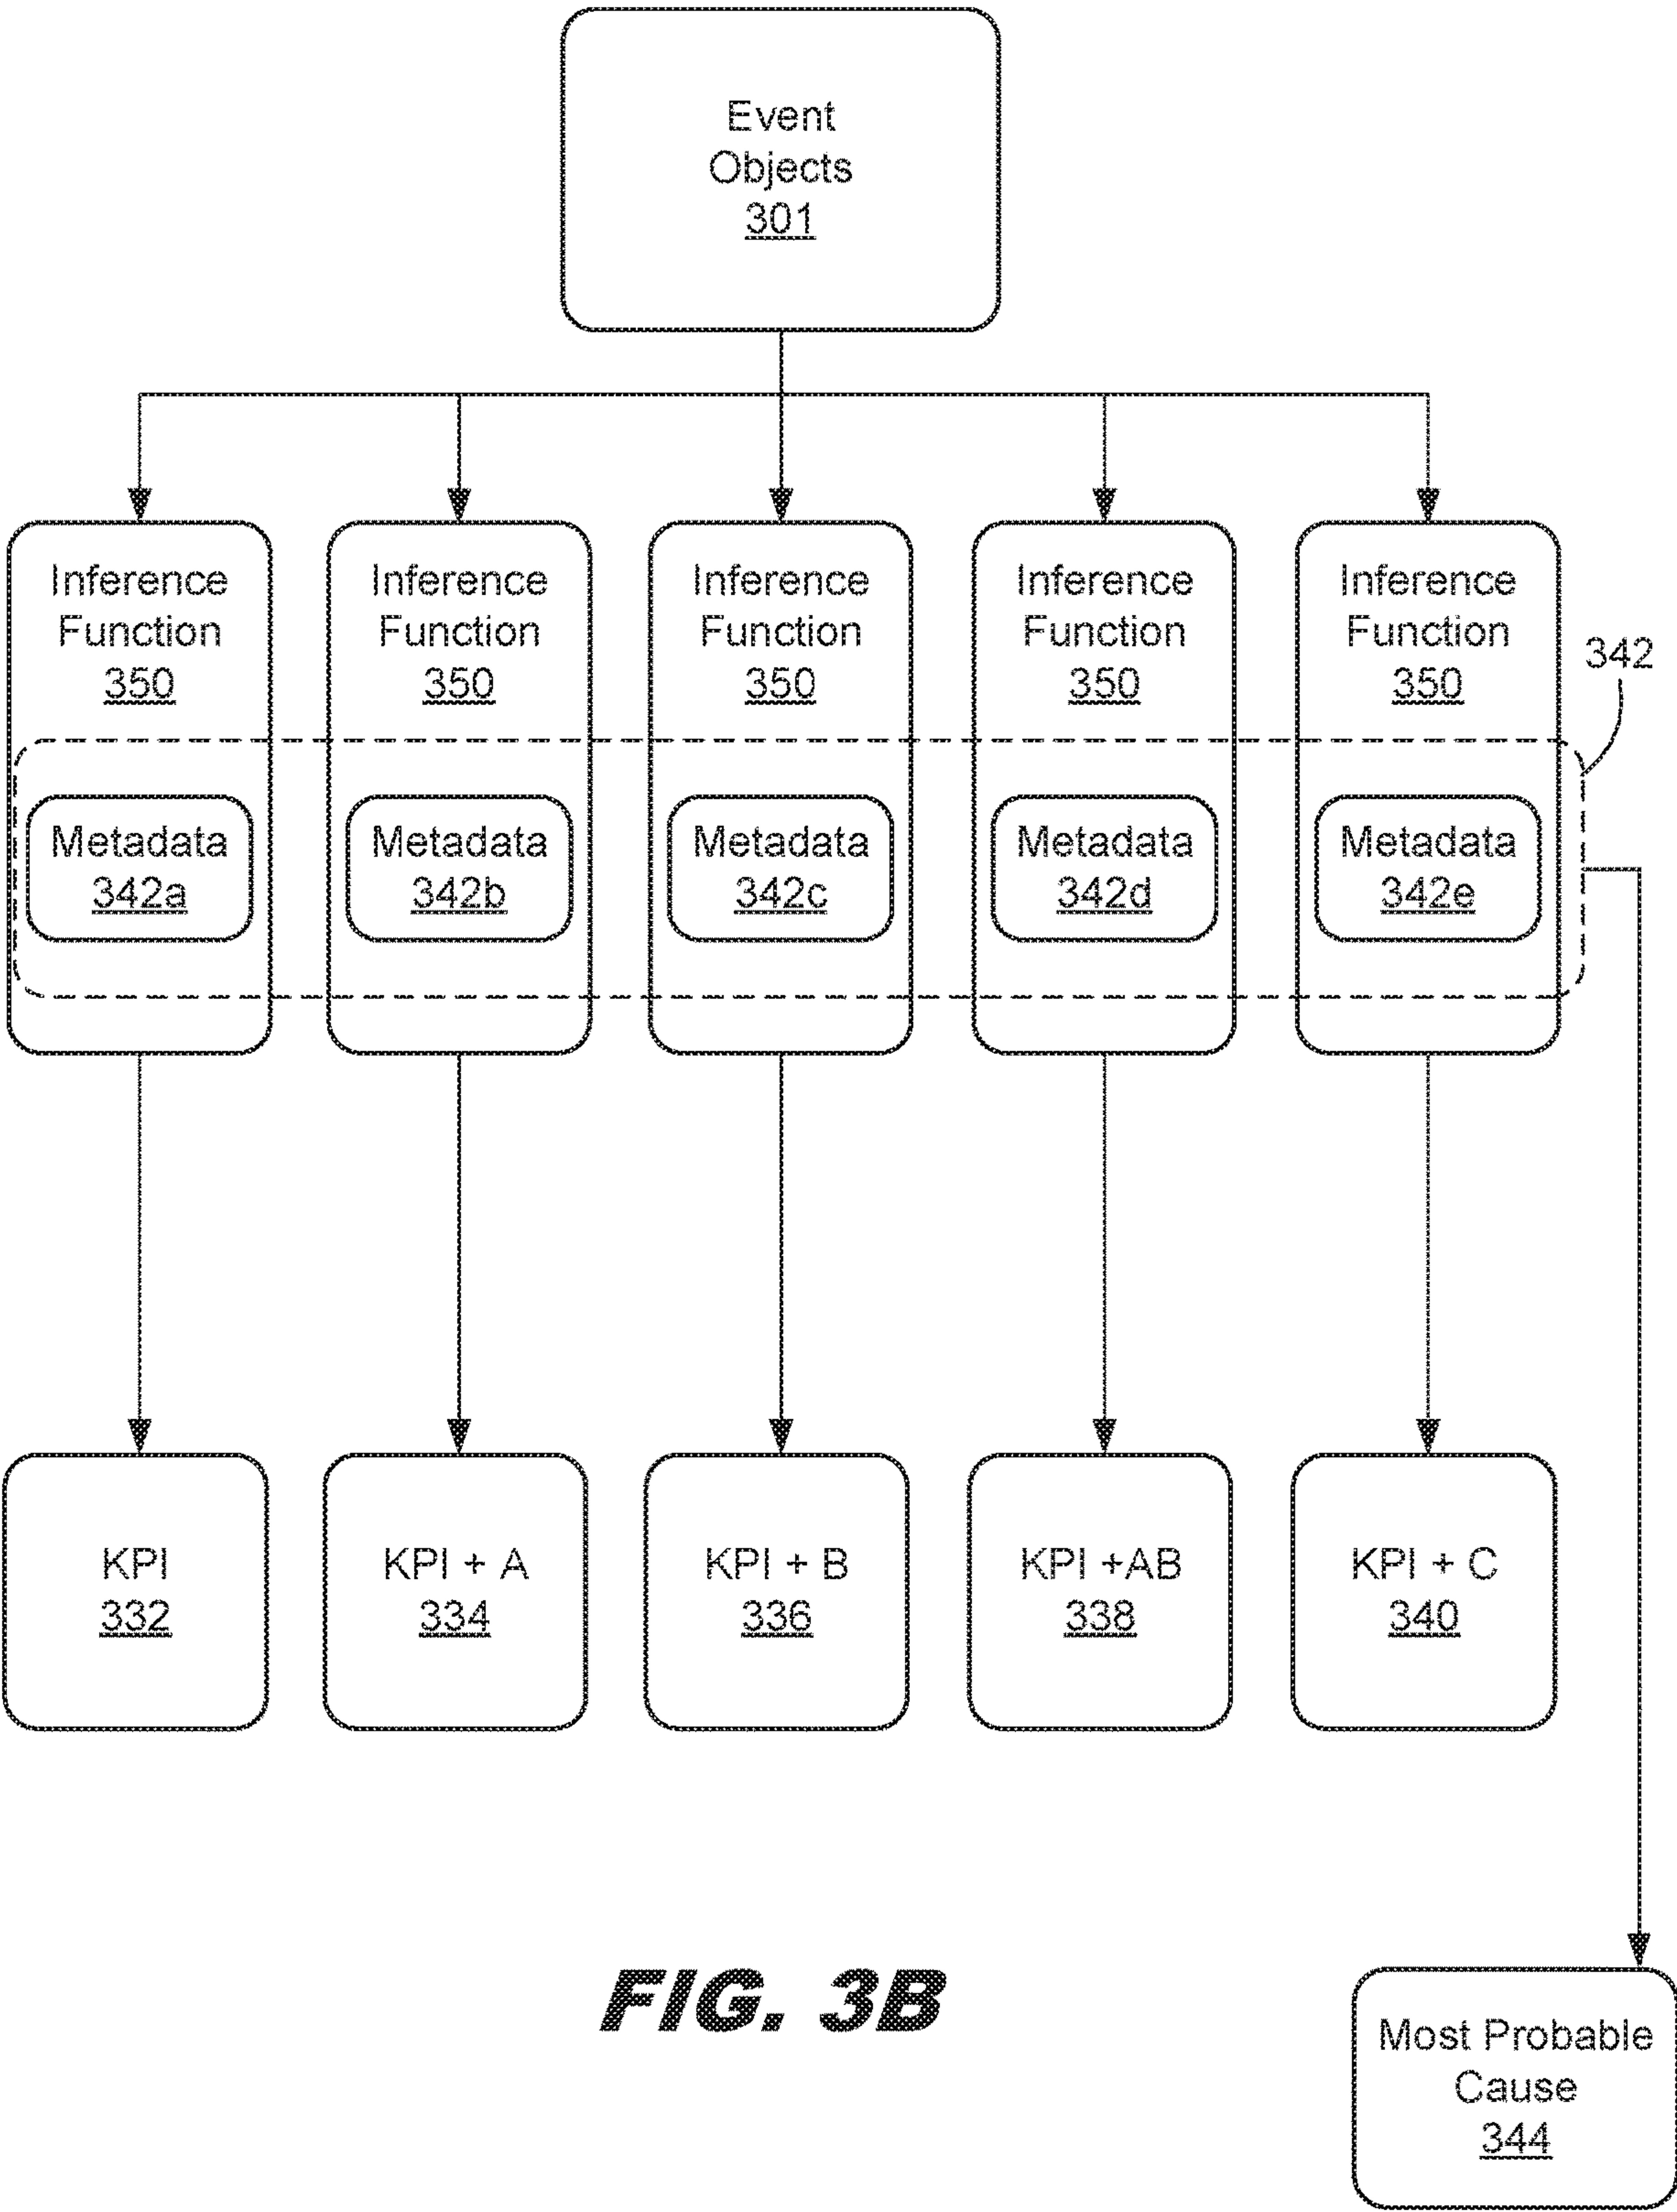 Event
Objects
301
Inference
Function
350
Inference
Function
350
Inference
Function
350
Inference
Function
350
Inference
Function
350
342
Metadata
342a
Metadata
342b
Metadata
342c
Metadata
342d
Metadata
342e
KPI
332
KPI + A
334
KPI + B
336
KPI +AB
338
KPI + C
340
FIG. 3B
Most Probable
Cause
344